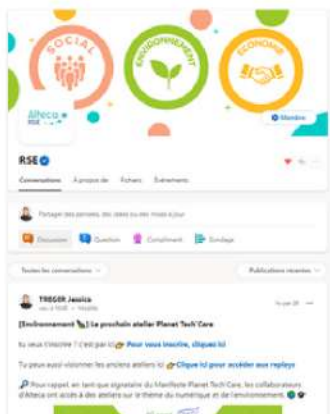 SOCIAL
ENVIRONNEMENT
ECONOMIE
Alteca
RSE
Membre
RSE
Conversations A propos de Fichiers Événements
Partager des pensées, des idées ou des mises à jour
Discussion Question Compliment Sondage
Toutes les conversations Publications récentes
TREGER Jessica
[Environnement] Le prochain atelier Planet Tech'Care
tu veux t'inscrire ? C'est par ici Pour vous inscrire, cliquez ici
Tu peux aussi visionner les anciens ateliers ici Clique ici pour accéder aux replays
Pour rappel, en tant que signataire du Manifeste Planet Tech'Care, les collaborateurs
d'Alteca ont accès à des ateliers sur le thème du numérique et de l'environnement.